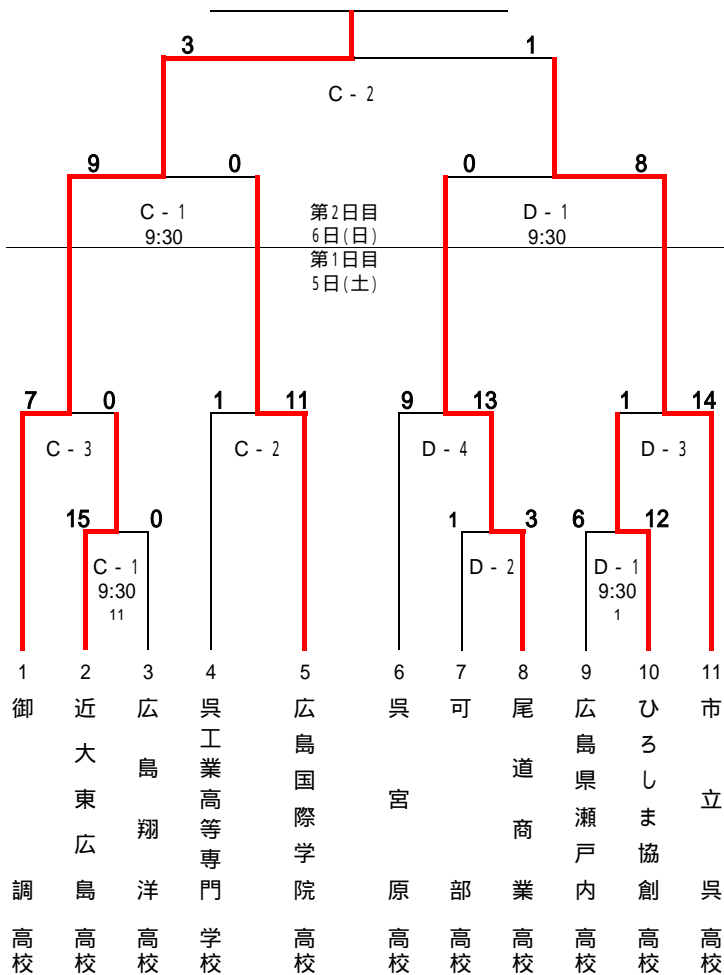 3 1
C - 2
9 0 0 8
C - 1 第2日目 D - 1
9:30 6日(日) 9:30
第1日目
5日(土)
7 0 1 11 9 13 1 14
C - 3 C - 2 D - 4 D - 3
15 0 1 3 6 12
C - 1 D - 2 D - 1
9:30 9:30
11 1
1 2 3 4 5 6 7 8 9 10 11
御調高校
近大東広島高校
広島翔洋高校
呉工業高等専門学校
広島国際学院高校
呉宮原高校
可部高校
尾道商業高校
広島県瀬戸内高校
ひろしま協創高校
市立呉高校